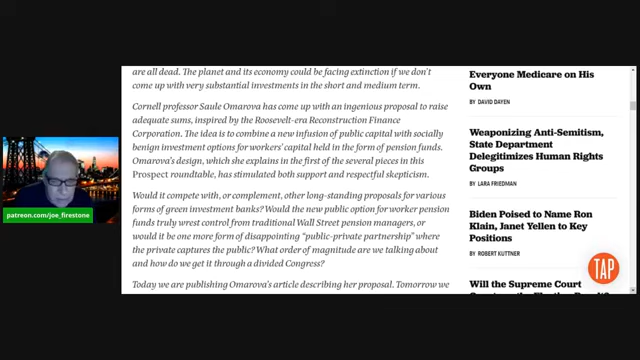 are all dead. The planet and its economy could be facing extinction if we don't
come up with very substantial investments in the short and medium term.
Cornell professor Saule Omarova has come up with an ingenious proposal to raise
adequate sums, inspired by the Roosevelt-era Reconstruction Finance
Corporation. The idea is to combine a new infusion of public capital with socially
benign investment options for workers' capital held in the form of pension funds.
Omarova's design, which she explains in the first of the several pieces in this
Prospect roundtable, has stimulated both support and respectful skepticism.
Would it compete with, or complement, other long-standing proposals for various
forms of green investment banks? Would the new public option for worker pension
funds truly wrest control from traditional Wall Street pension managers, or
would it be one more form of disappointing "public-private partnership" where
the private captures the public? What order of magnitude are we talking about
and how do we get it through a divided Congress?
Today we are publishing Omarova's article describing her proposal. Tomorrow we
Everyone Medicare on His
Own
BY DAVID DAYEN
Weaponizing Anti-Semitism,
State Department
Delegitimizes Human Rights
Groups
BY LARA FRIEDMAN
Biden Poised to Name Ron
Klain, Janet Yellen to Key
Positions
BY ROBERT KUTTNER
TAP
Will the Supreme Court
patreon.com/joe_firestone